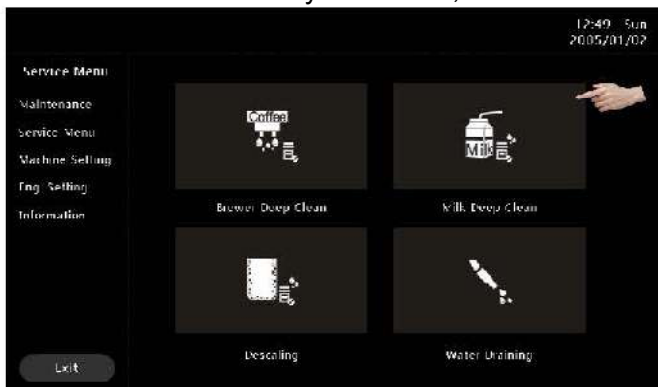 12:49 Sun
2005/01/02
Service Menu
Maintenance
Service Menu
Machine Setting
Eng. Setting
Information
Exit
Coffee
Brewer Deep Clean
Milk
Milk Deep Clean
Descaling
Water Draining